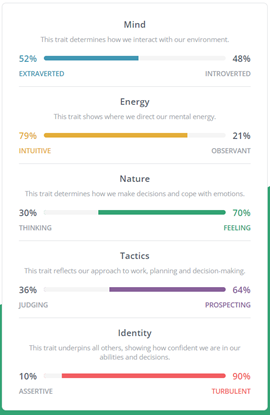 Mind
This trait determines how we interact with our environment.
52% 48%
EXTRAVERTED INTROVERTED
Energy
This trait shows where we direct our mental energy.
79% 21%
INTUITIVE OBSERVANT
Nature
This trait determines how we make decisions and cope with emotions.
30% 70%
THINKING FEELING
Tactics
This trait reflects our approach to work, planning and decision-making.
36% 64%
JUDGING PROSPECTING
Identity
This trait underpins all others, showing how confident we are in our
abilities and decisions.
10% 90%
ASSERTIVE TURBULENT